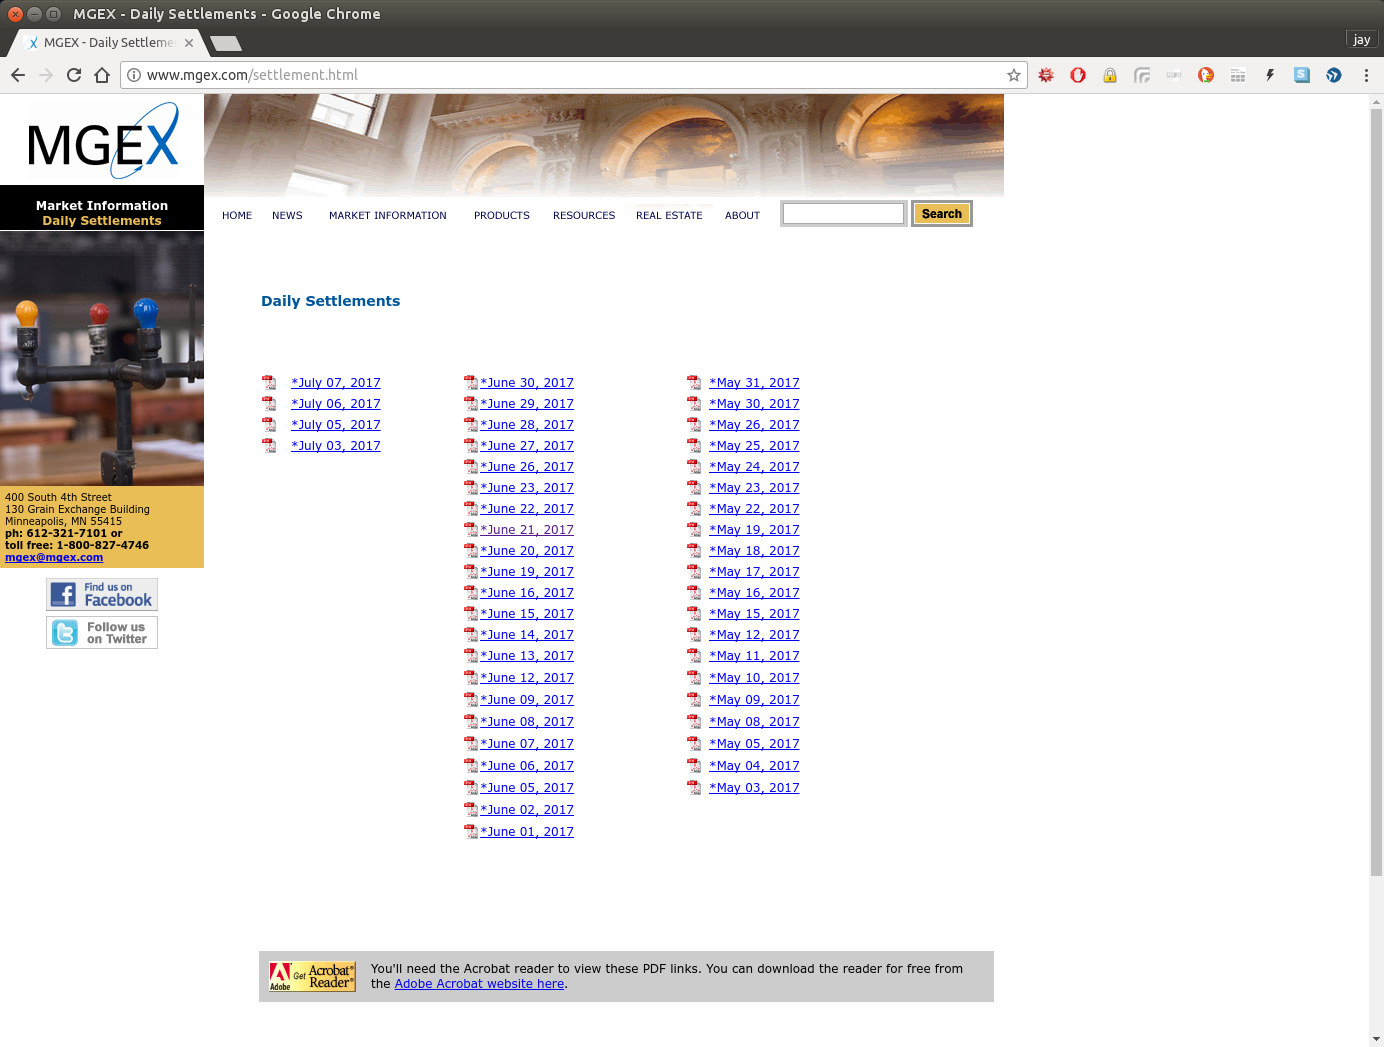 MGEX - Daily Settlements - Google Chrome
MGEX - Daily Settleme
jay
www.mgex.com/settlement.html
MGEX
Market Information
Daily Settlements
HOME NEWS MARKET INFORMATION PRODUCTS RESOURCES REAL ESTATE ABOUT Search
400 South 4th Street
130 Grain Exchange Building
Minneapolis, MN 55415
ph: 612-321-7101 or
toll free: 1-800-827-4746
mgex@mgex.com
Find us on
Facebook
Follow us
on Twitter
Daily Settlements
*July 07, 2017
*July 06, 2017
*July 05, 2017
*July 03, 2017
*June 30, 2017
*June 29, 2017
*June 28, 2017
*June 27, 2017
*June 26, 2017
*June 23, 2017
*June 22, 2017
*June 21, 2017
*June 20, 2017
*June 19, 2017
*June 16, 2017
*June 15, 2017
*June 14, 2017
*June 13, 2017
*June 12, 2017
*June 09, 2017
*June 08, 2017
*June 07, 2017
*June 06, 2017
*June 05, 2017
*June 02, 2017
*June 01, 2017
*May 31, 2017
*May 30, 2017
*May 26, 2017
*May 25, 2017
*May 24, 2017
*May 23, 2017
*May 22, 2017
*May 19, 2017
*May 18, 2017
*May 17, 2017
*May 16, 2017
*May 15, 2017
*May 12, 2017
*May 11, 2017
*May 10, 2017
*May 09, 2017
*May 08, 2017
*May 05, 2017
*May 04, 2017
*May 03, 2017
Adobe
Get Acrobat®
Reader®
You'll need the Acrobat reader to view these PDF links. You can download the reader for free from
the Adobe Acrobat website here.